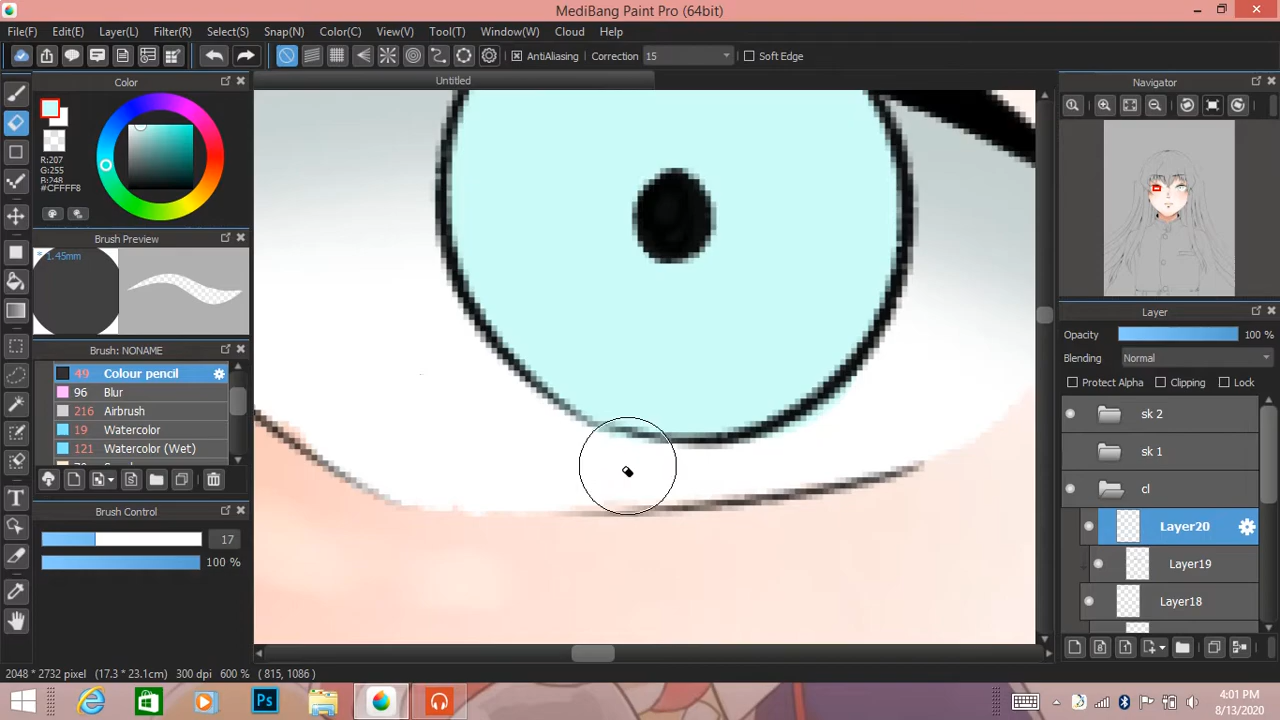 MediBang Paint Pro (64bit)
File(F) Edit(E) Layer(L) Filter(R) Select(S) Snap(N) Color(C) View(V) Tool(T) Window(W) Cloud Help
AntiAliasing Correction 15 Soft Edge
Color
Untitled
Navigator
R:207
G:255
B:248
#CFFFF8
Brush Preview
* 1.45mm
Layer
Opacity 100 %
Brush: NONAME
Blending Normal
49 Colour pencil
Protect Alpha Clipping Lock
96 Blur
216 Airbrush
sk 2
19 Watercolor
121 Watercolor (Wet)
sk 1
cl
Brush Control
Layer20
17
100 %
Layer19
Layer18
2048 * 2732 pixel (17.3 * 23.1cm) 300 dpi 600 % ( 815, 1086 )
Ps
4:01 PM
8/13/2020